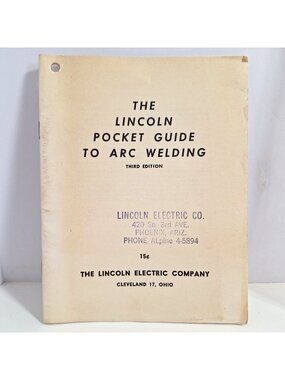 THE
LINCOLN
POCKET GUIDE
TO ARC WELDING
THIRD EDITION
LINCOLN ELECTRIC CO.
420 So. 3rd AVE.
PHOENIX, ARIZ.
PHONE ALpine 4-5894
15¢
THE LINCOLN ELECTRIC COMPANY
CLEVELAND 17, OHIO